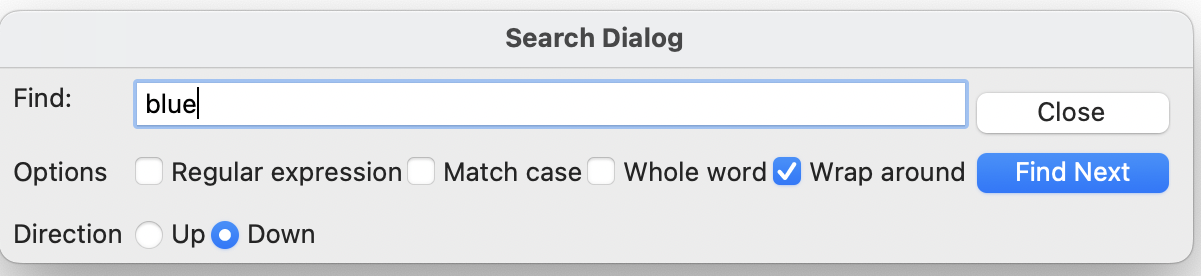 Search Dialog
Find: blue Close
Options Regular expression Match case Whole word Wrap around Find Next
Direction Up Down